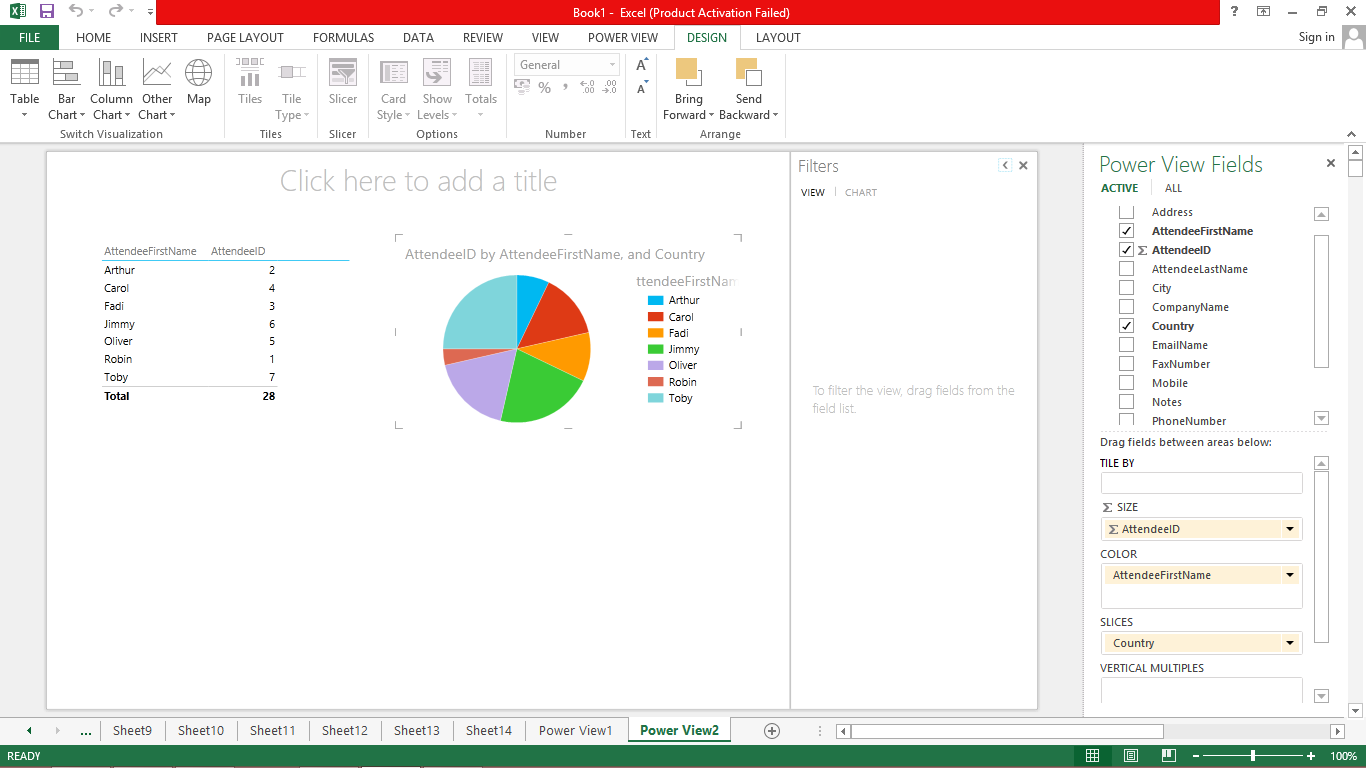 Book1 - Excel (Product Activation Failed)
?
FILE HOME INSERT PAGE LAYOUT FORMULAS DATA REVIEW VIEW POWER VIEW DESIGN LAYOUT Sign in
Table Bar Chart Column Chart Other Chart Map
Switch Visualization
Tiles Tile Type
Tiles
Slicer
Slicer
Card Style Show Levels Totals
Options
General
% , .00 .00
Number
A A
Text
Bring Forward Send Backward
Arrange
Click here to add a title
AttendeeFirstName AttendeeID
Arthur 2
Carol 4
Fadi 3
Jimmy 6
Oliver 5
Robin 1
Toby 7
Total 28
AttendeeID by AttendeeFirstName, and Country
ttendeeFirstNam
Arthur
Carol
Fadi
Jimmy
Oliver
Robin
Toby
Filters
VIEW CHART
To filter the view, drag fields from the
field list.
Power View Fields
ACTIVE ALL
Address
AttendeeFirstName
Σ AttendeeID
AttendeeLastName
City
CompanyName
Country
EmailName
FaxNumber
Mobile
Notes
PhoneNumber
Drag fields between areas below:
TILE BY
Σ SIZE
Σ AttendeeID
COLOR
AttendeeFirstName
SLICES
Country
VERTICAL MULTIPLES
... Sheet9 Sheet10 Sheet11 Sheet12 Sheet13 Sheet14 Power View1 Power View2
READY 100%